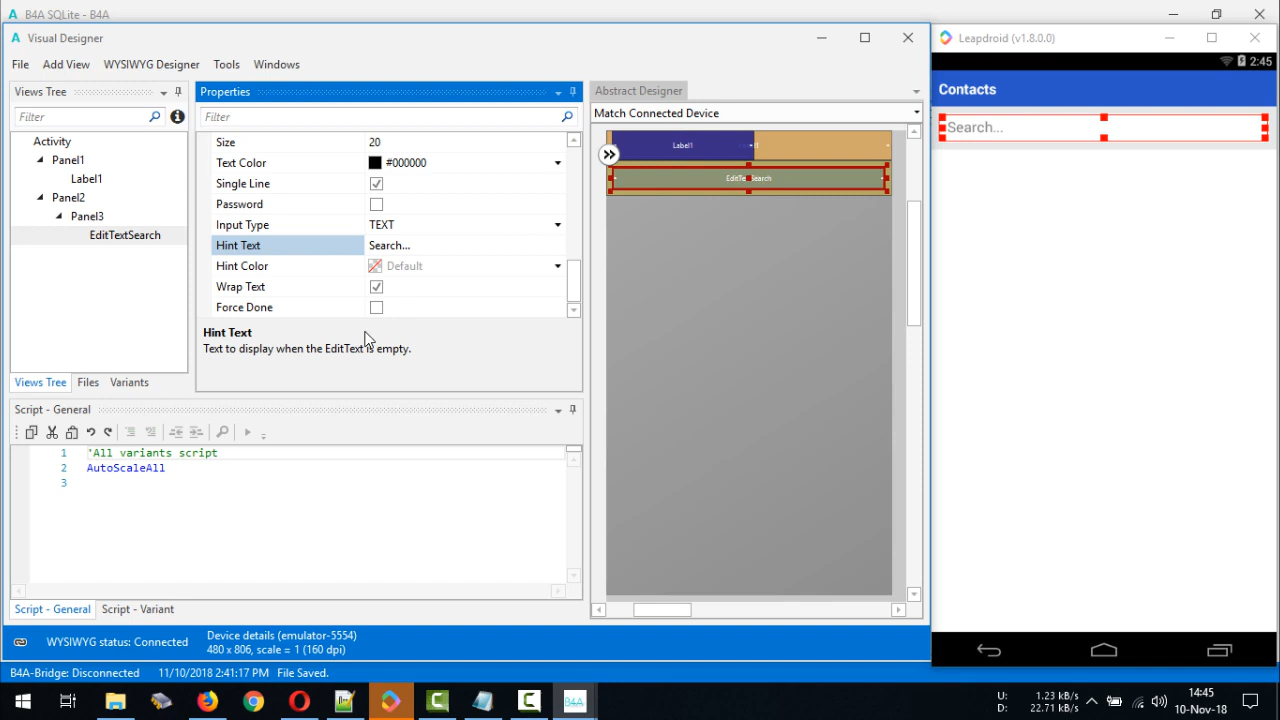 B4A SQLite - B4A
Visual Designer
File Add View WYSIWYG Designer Tools Windows
Views Tree
Filter
Activity
Panel1
Label1
Panel2
Panel3
EditTextSearch
Views Tree Files Variants
Properties
Filter
Size 20
Text Color #000000
Single Line
Password
Input Type TEXT
Hint Text Search...
Hint Color Default
Wrap Text
Force Done
Hint Text
Text to display when the EditText is empty.
Script - General
1 'All variants script
2 AutoScaleAll
3
Script - General Script - Variant
Abstract Designer
Match Connected Device
Label1
EditTextSearch
WYSIWYG status: Connected
Device details (emulator-5554)
480 x 806, scale = 1 (160 dpi)
B4A-Bridge: Disconnected 11/10/2018 2:41:17 PM File Saved.
Leapdroid (v1.8.0.0)
2:45
Contacts
Search...
B4A
U: 1.23 kB/s
D: 22.71 kB/s
14:45
10-Nov-18